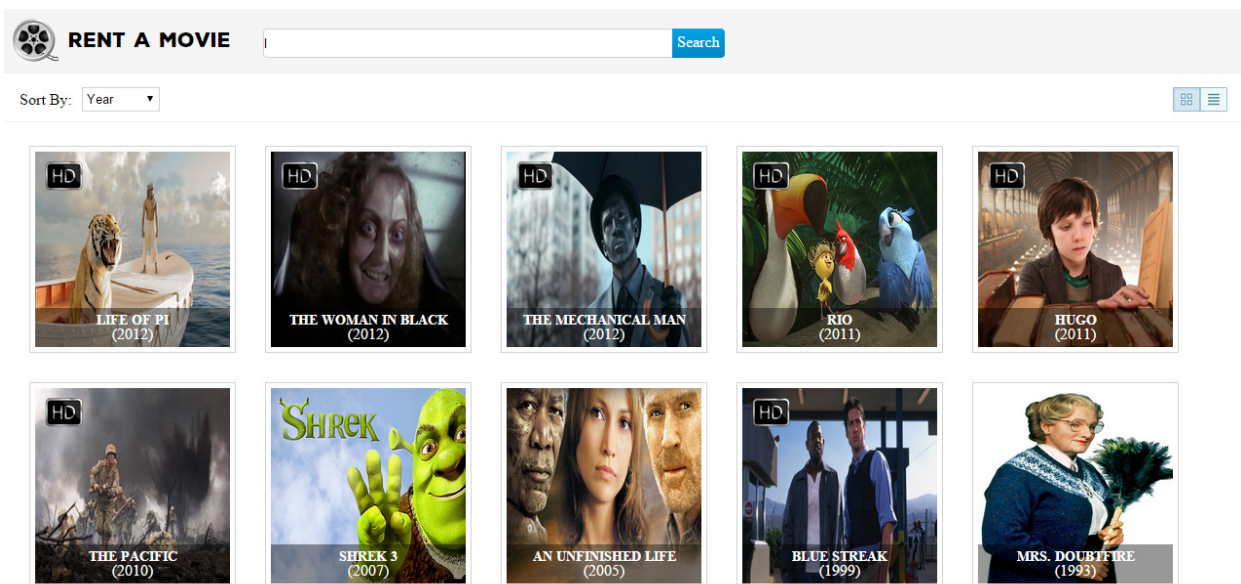 RENT A MOVIE
Search
Sort By: Year
HD
LIFE OF PI
(2012)
HD
THE WOMAN IN BLACK
(2012)
HD
THE MECHANICAL MAN
(2012)
HD
RIO
(2011)
HD
HUGO
(2011)
HD
THE PACIFIC
(2010)
SHREK
SHREK 3
(2007)
AN UNFINISHED LIFE
(2005)
HD
BLUE STREAK
(1999)
MRS. DOUBTFIRE
(1993)